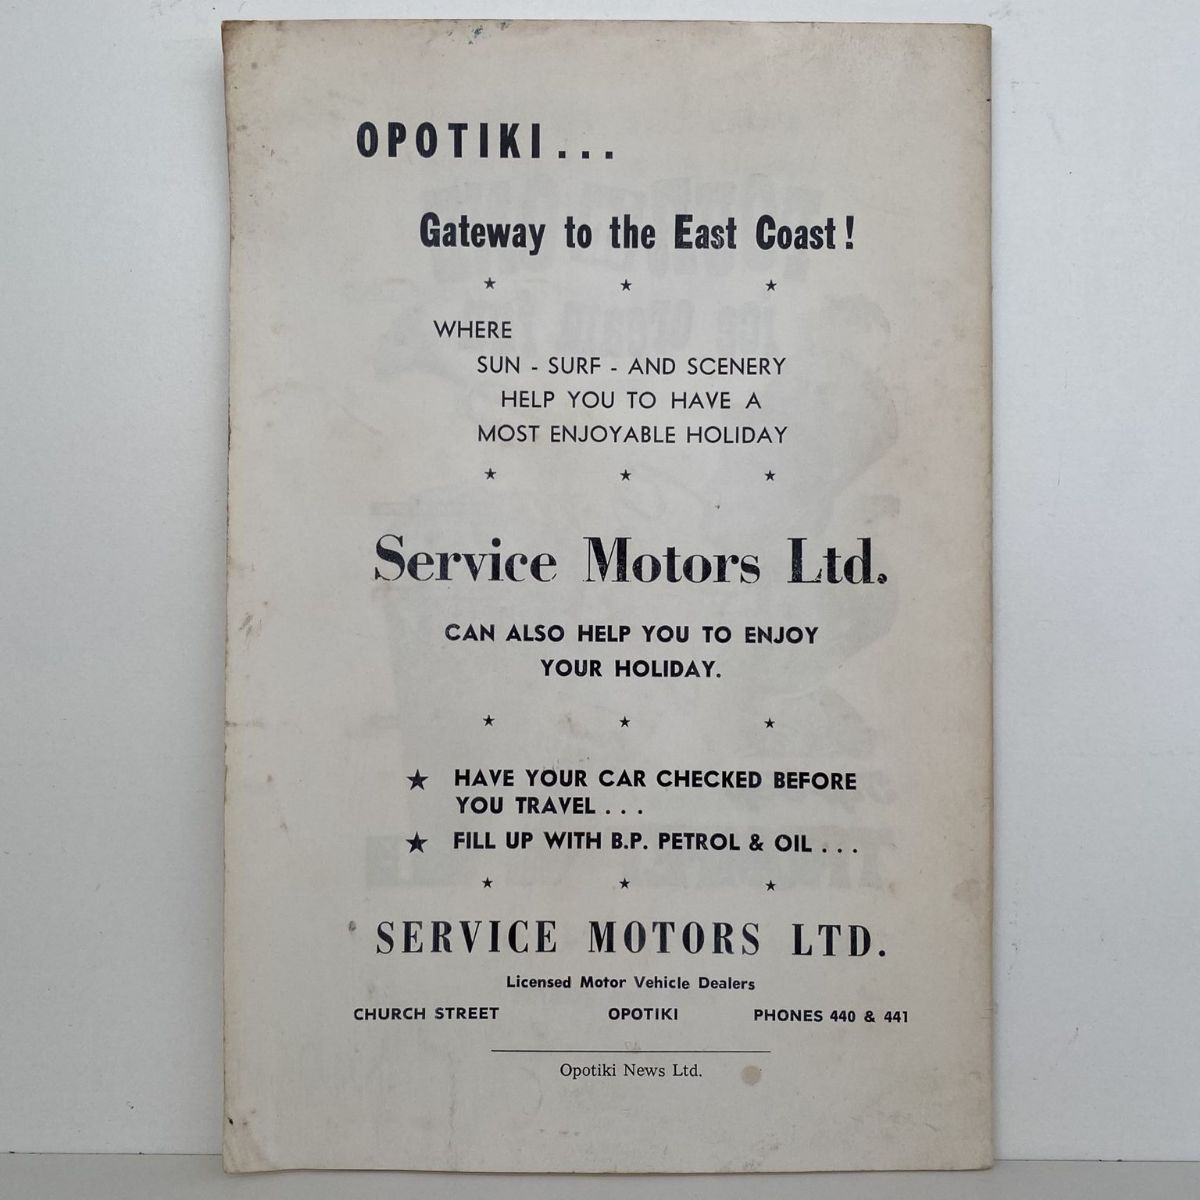 OPOTIKI...
Gateway to the East Coast!
WHERE
SUN - SURF - AND SCENERY
HELP YOU TO HAVE A
MOST ENJOYABLE HOLIDAY
Service Motors Ltd.
CAN ALSO HELP YOU TO ENJOY
YOUR HOLIDAY.
HAVE YOUR CAR CHECKED BEFORE
YOU TRAVEL . . .
FILL UP WITH B.P. PETROL & OIL . . .
SERVICE MOTORS LTD.
Licensed Motor Vehicle Dealers
CHURCH STREET OPOTIKI PHONES 440 & 441
Opotiki News Ltd.